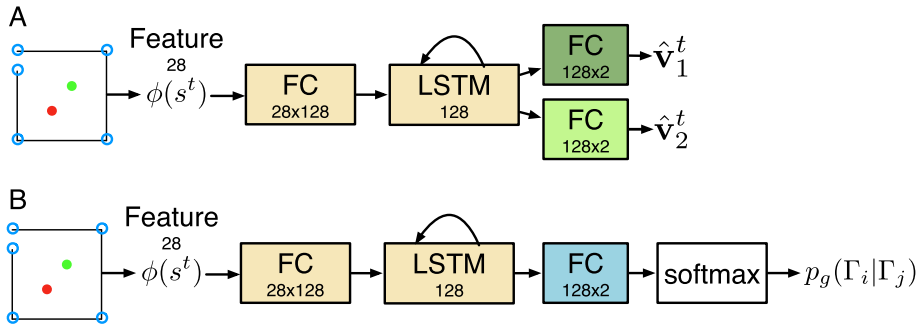 A
Feature
28
ϕ(s^t)
FC
28x128
LSTM
128
FC
128x2
v̂_1^t
FC
128x2
v̂_2^t
B
Feature
28
ϕ(s^t)
FC
28x128
LSTM
128
FC
128x2
softmax
p_g(Γ_i|Γ_j)